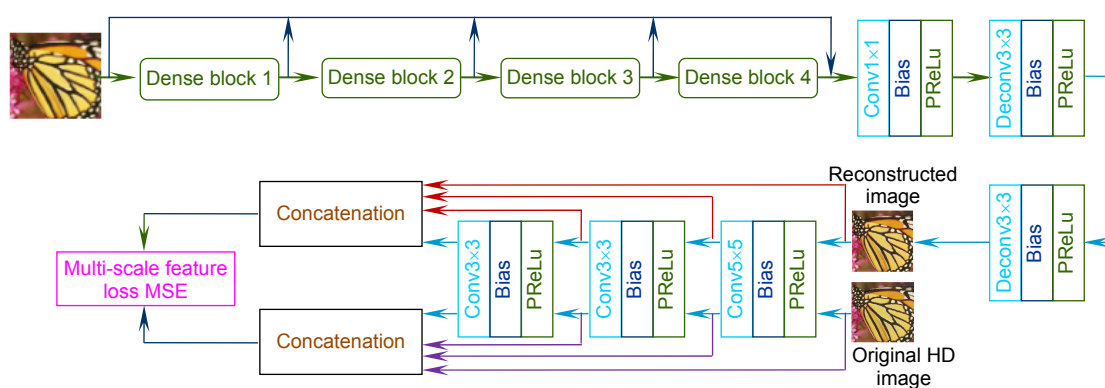 Dense block 1
Dense block 2
Dense block 3
Dense block 4
Conv1×1
Bias
PReLu
Deconv3×3
Bias
PReLu
Reconstructed
image
Concatenation
Conv3×3
Bias
PReLu
Conv3×3
Bias
PReLu
Conv5×5
Bias
PReLu
Deconv3×3
Bias
PReLu
Multi-scale feature
loss MSE
Concatenation
Original HD
image